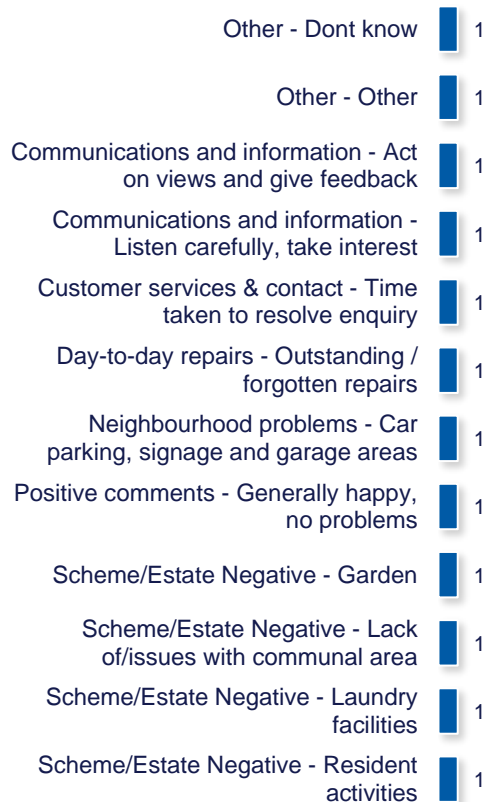 Other - Dont know 1
Other - Other 1
Communications and information - Act
on views and give feedback 1
Communications and information -
Listen carefully, take interest 1
Customer services & contact - Time
taken to resolve enquiry 1
Day-to-day repairs - Outstanding /
forgotten repairs 1
Neighbourhood problems - Car
parking, signage and garage areas 1
Positive comments - Generally happy,
no problems 1
Scheme/Estate Negative - Garden 1
Scheme/Estate Negative - Lack
of/issues with communal area 1
Scheme/Estate Negative - Laundry
facilities 1
Scheme/Estate Negative - Resident
activities 1